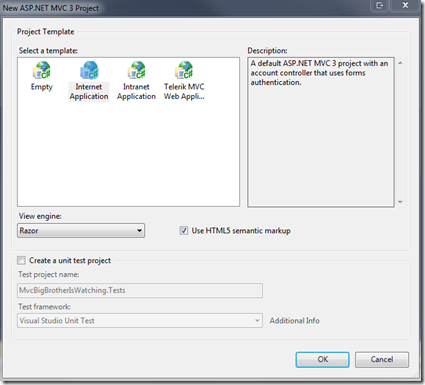 New ASP.NET MVC 3 Project
Project Template
Select a template:
Description:
Empty
Internet Application
Intranet Application
Telerik MVC Web Appli...
A default ASP.NET MVC 3 project with an
account controller that uses forms
authentication.
View engine:
Razor
Use HTML5 semantic markup
Create a unit test project
Test project name:
MvcBigBrotherIsWatching.Tests
Test framework:
Visual Studio Unit Test
Additional Info
OK
Cancel